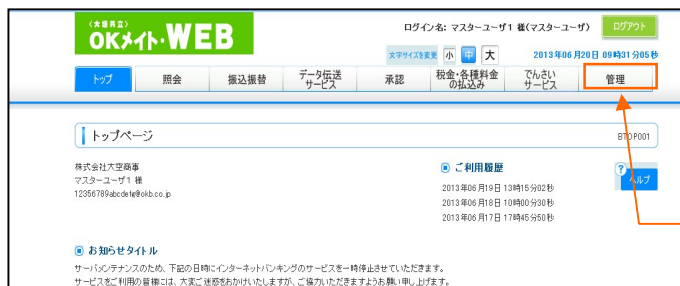 〈大垣共立〉
OKメイト・WEB
ログイン名: マスターユーザ1 様(マスターユーザ)
ログアウト
文字サイズを変更 小 中 大
2013年06月20日 09時31分05秒
トップ
照会
振込振替
データ伝送
サービス
承認
税金・各種料金
の払込み
でんさい
サービス
管理
トップページ
BTOP001
株式会社大空商事
マスターユーザ1 様
12356789abcdefg@okb.co.jp
ご利用履歴
2013年06月19日 13時15分02秒
2013年06月18日 10時00分30秒
2013年06月17日 17時45分50秒
?
ヘルプ
お知らせタイトル
サーバメンテナンスのため、下記の日時にインターネットバンキングのサービスを一時停止させていただきます。
サービスをご利用の皆様には、大変ご迷惑をおかけいたしますが、ご協力いただきますようお願い申し上げます。